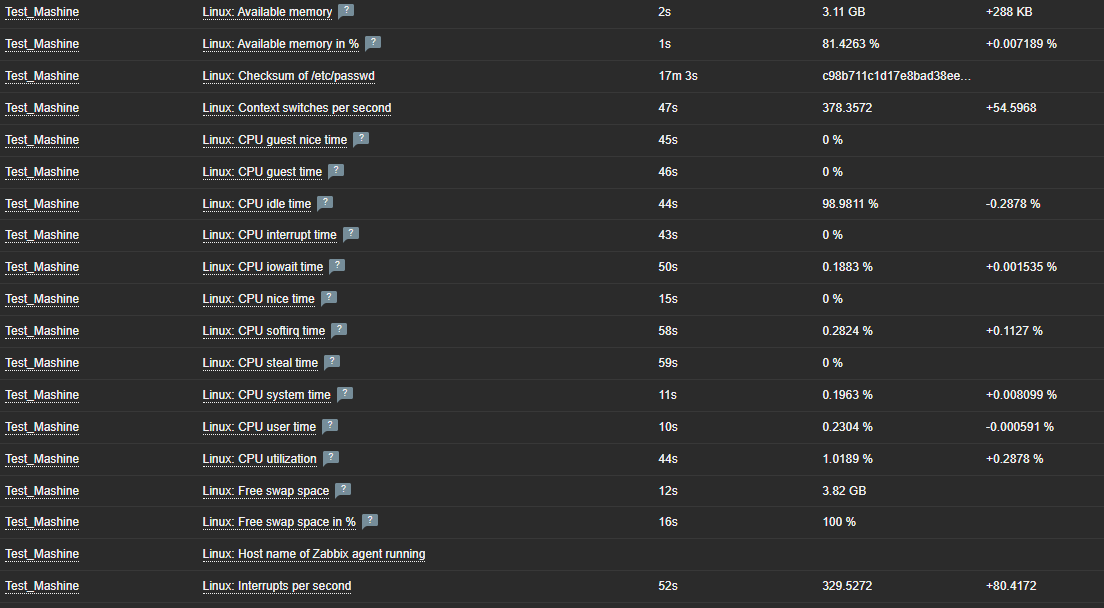 Test_Mashine Linux: Available memory ? 2s 3.11 GB +288 KB
Test_Mashine Linux: Available memory in % ? 1s 81.4263 % +0.007189 %
Test_Mashine Linux: Checksum of /etc/passwd 17m 3s c98b711c1d17e8bad38ee...
Test_Mashine Linux: Context switches per second 47s 378.3572 +54.5968
Test_Mashine Linux: CPU guest nice time ? 45s 0 %
Test_Mashine Linux: CPU guest time ? 46s 0 %
Test_Mashine Linux: CPU idle time ? 44s 98.9811 % -0.2878 %
Test_Mashine Linux: CPU interrupt time ? 43s 0 %
Test_Mashine Linux: CPU iowait time ? 50s 0.1883 % +0.001535 %
Test_Mashine Linux: CPU nice time ? 15s 0 %
Test_Mashine Linux: CPU softirq time ? 58s 0.2824 % +0.1127 %
Test_Mashine Linux: CPU steal time ? 59s 0 %
Test_Mashine Linux: CPU system time ? 11s 0.1963 % +0.008099 %
Test_Mashine Linux: CPU user time ? 10s 0.2304 % -0.000591 %
Test_Mashine Linux: CPU utilization ? 44s 1.0189 % +0.2878 %
Test_Mashine Linux: Free swap space ? 12s 3.82 GB
Test_Mashine Linux: Free swap space in % ? 16s 100 %
Test_Mashine Linux: Host name of Zabbix agent running
Test_Mashine Linux: Interrupts per second 52s 329.5272 +80.4172